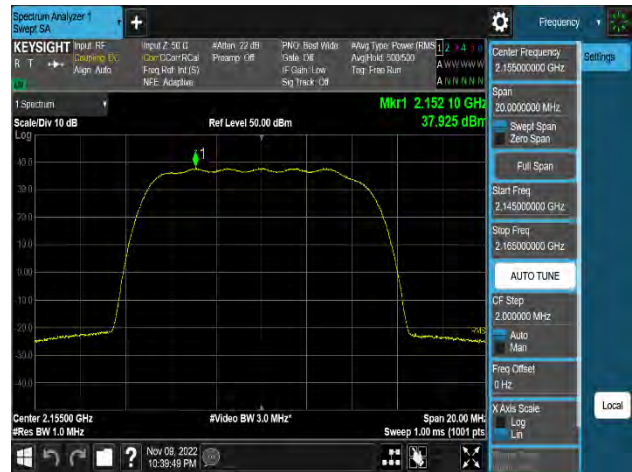 Spectrum Analyzer 1
Swept SA
Frequency
KEYSIGHT
R T
Input: RF
Coupling: DC
Align: Auto
Input Z: 50 Ω
Corr CCorr RCal
Freq Ref: Int (S)
NFE: Adaptive
#Atten: 22 dB
Preamp: Off
PNO: Best Wide
Gate: Off
IF Gain: Low
Sig Track: Off
#Avg Type: Power (RMS
Avg|Hold: 500/500
Trig: Free Run
1 2 3 4 5 6
A W W W W W
A N N N N N
1 Spectrum
Scale/Div 10 dB
Log
Ref Level 50.00 dBm
Mkr1 2.152 10 GHz
37.925 dBm
1
40.0
30.0
20.0
10.0
0.00
-10.0
-20.0
-30.0
-40.0
RMS
Center 2.15500 GHz
#Res BW 1.0 MHz
#Video BW 3.0 MHz*
Span 20.00 MHz
Sweep 1.00 ms (1001 pts
Nov 09, 2022
10:39:49 PM
Center Frequency
2.155000000 GHz
Settings
Span
20.0000000 MHz
Swept Span
Zero Span
Full Span
Start Freq
2.145000000 GHz
Stop Freq
2.165000000 GHz
AUTO TUNE
CF Step
2.000000 MHz
Auto
Man
Freq Offset
0 Hz
X Axis Scale
Log
Lin
Local